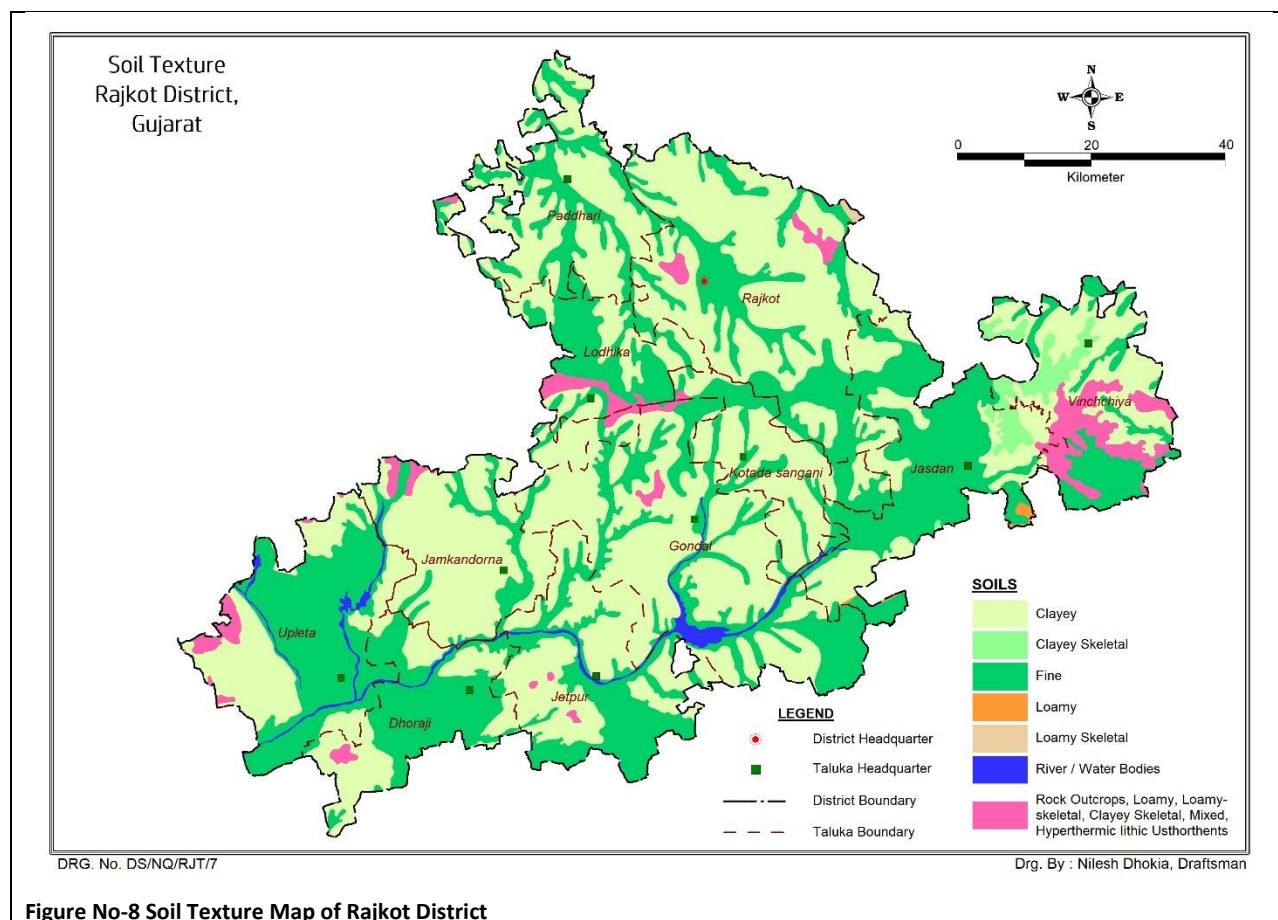 Soil Texture
Rajkot District,
Gujarat
N
W
E
S
0
20
40
Kilometer
Paddhari
Rajkot
Lodhika
Vinchchiya
Kotada sangani
Jasdan
Gondal
Jamkandorna
Upleta
Jetpur
Dhoraji
LEGEND
District Headquarter
Taluka Headquarter
District Boundary
Taluka Boundary
SOILS
Clayey
Clayey Skeletal
Fine
Loamy
Loamy Skeletal
River / Water Bodies
Rock Outcrops, Loamy, Loamy-
skeletal, Clayey Skeletal, Mixed,
Hyperthermic lithic Usthorthents
DRG. No. DS/NQ/RJT/7
Drg. By : Nilesh Dhokia, Draftsman
Figure No-8 Soil Texture Map of Rajkot District